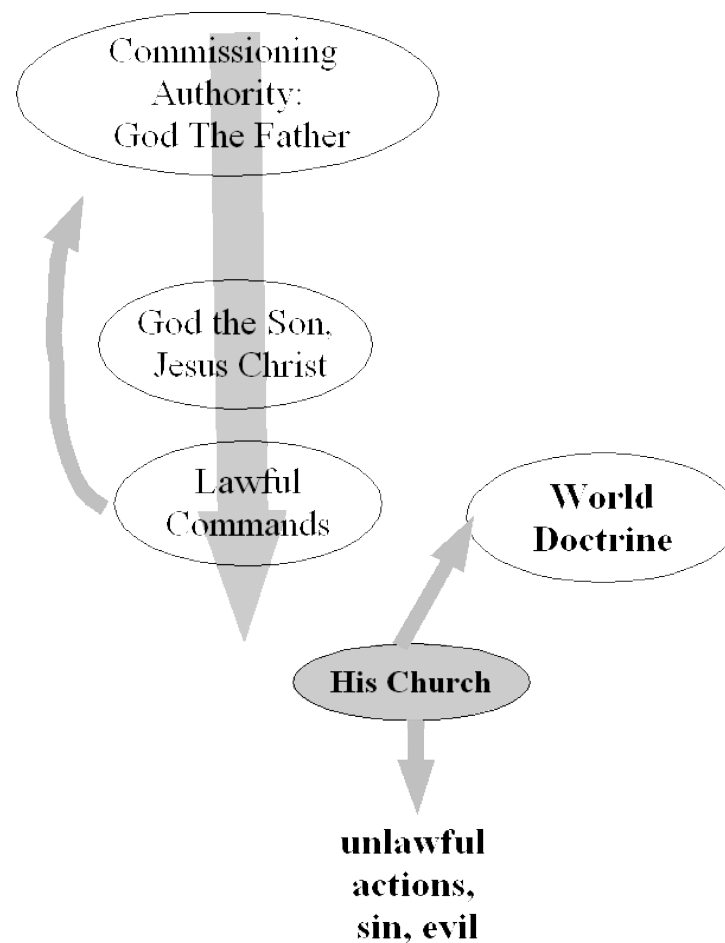 Commissioning
Authority:
God The Father
God the Son,
Jesus Christ
Lawful
Commands
World
Doctrine
His Church
unlawful
actions,
sin, evil